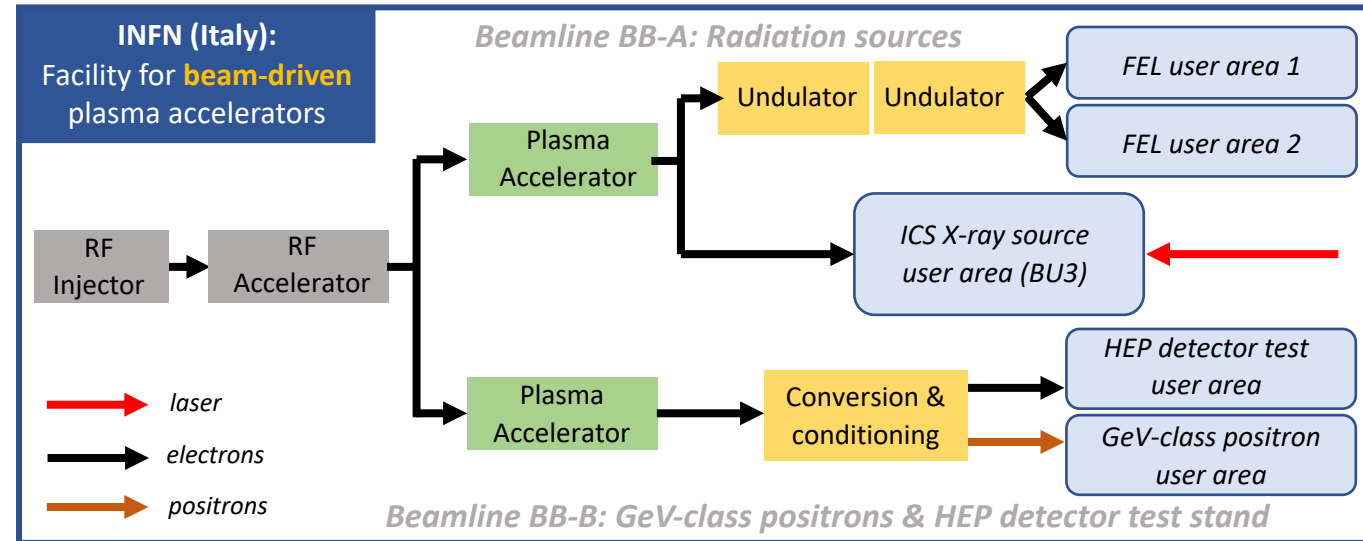 INFN (Italy):
Facility for beam-driven
plasma accelerators
Beamline BB-A: Radiation sources
Undulator
Undulator
FEL user area 1
FEL user area 2
Plasma
Accelerator
ICS X-ray source
user area (BU3)
RF
Injector
RF
Accelerator
HEP detector test
user area
Plasma
Accelerator
Conversion &
conditioning
GeV-class positron
user area
laser
electrons
positrons
Beamline BB-B: GeV-class positrons & HEP detector test stand